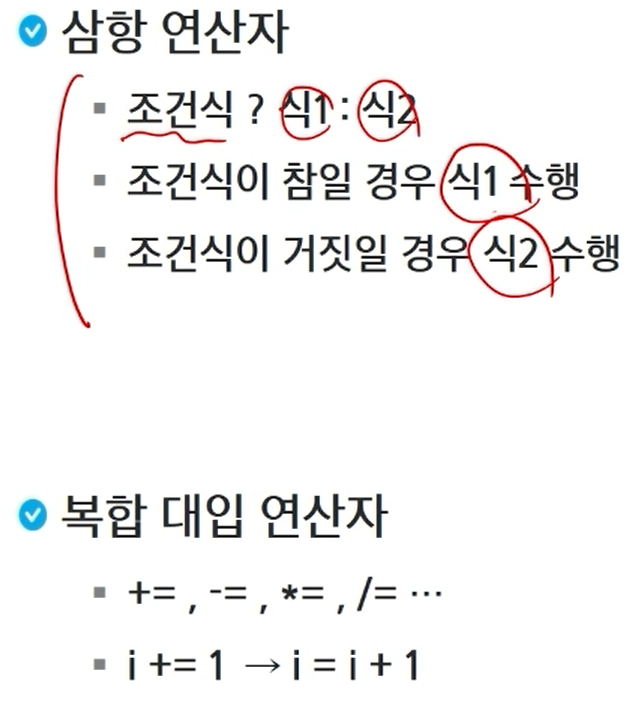 삼항 연산자
조건식 ? 식1 : 식2
조건식이 참일 경우 식1 수행
조건식이 거짓일 경우 식2 수행
복합 대입 연산자
+= , -= , *= , /= ⋯
i += 1 → i = i + 1